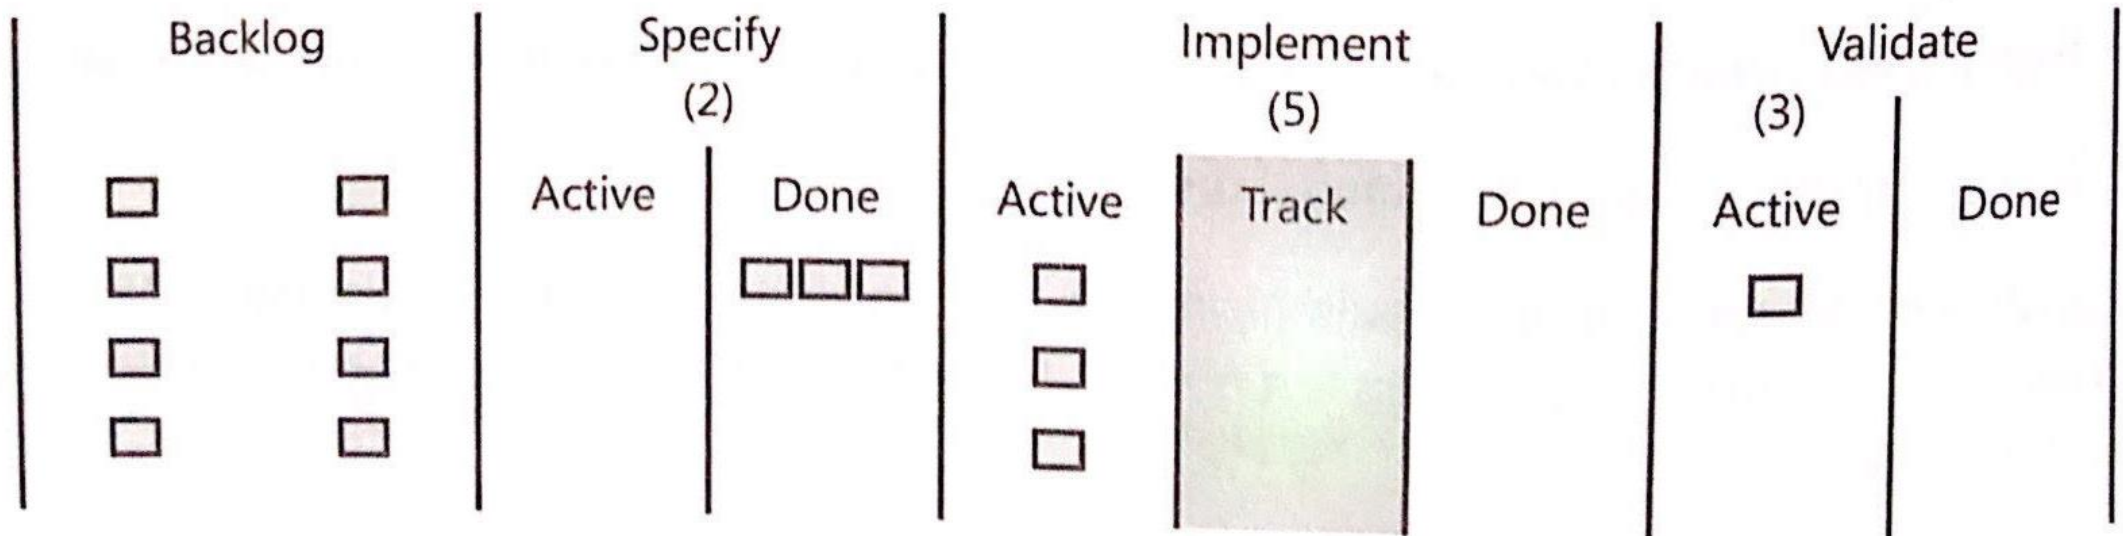 Backlog
Specify
(2)
Active
Done
Implement
(5)
Active
Track
Done
Validate
(3)
Active
Done